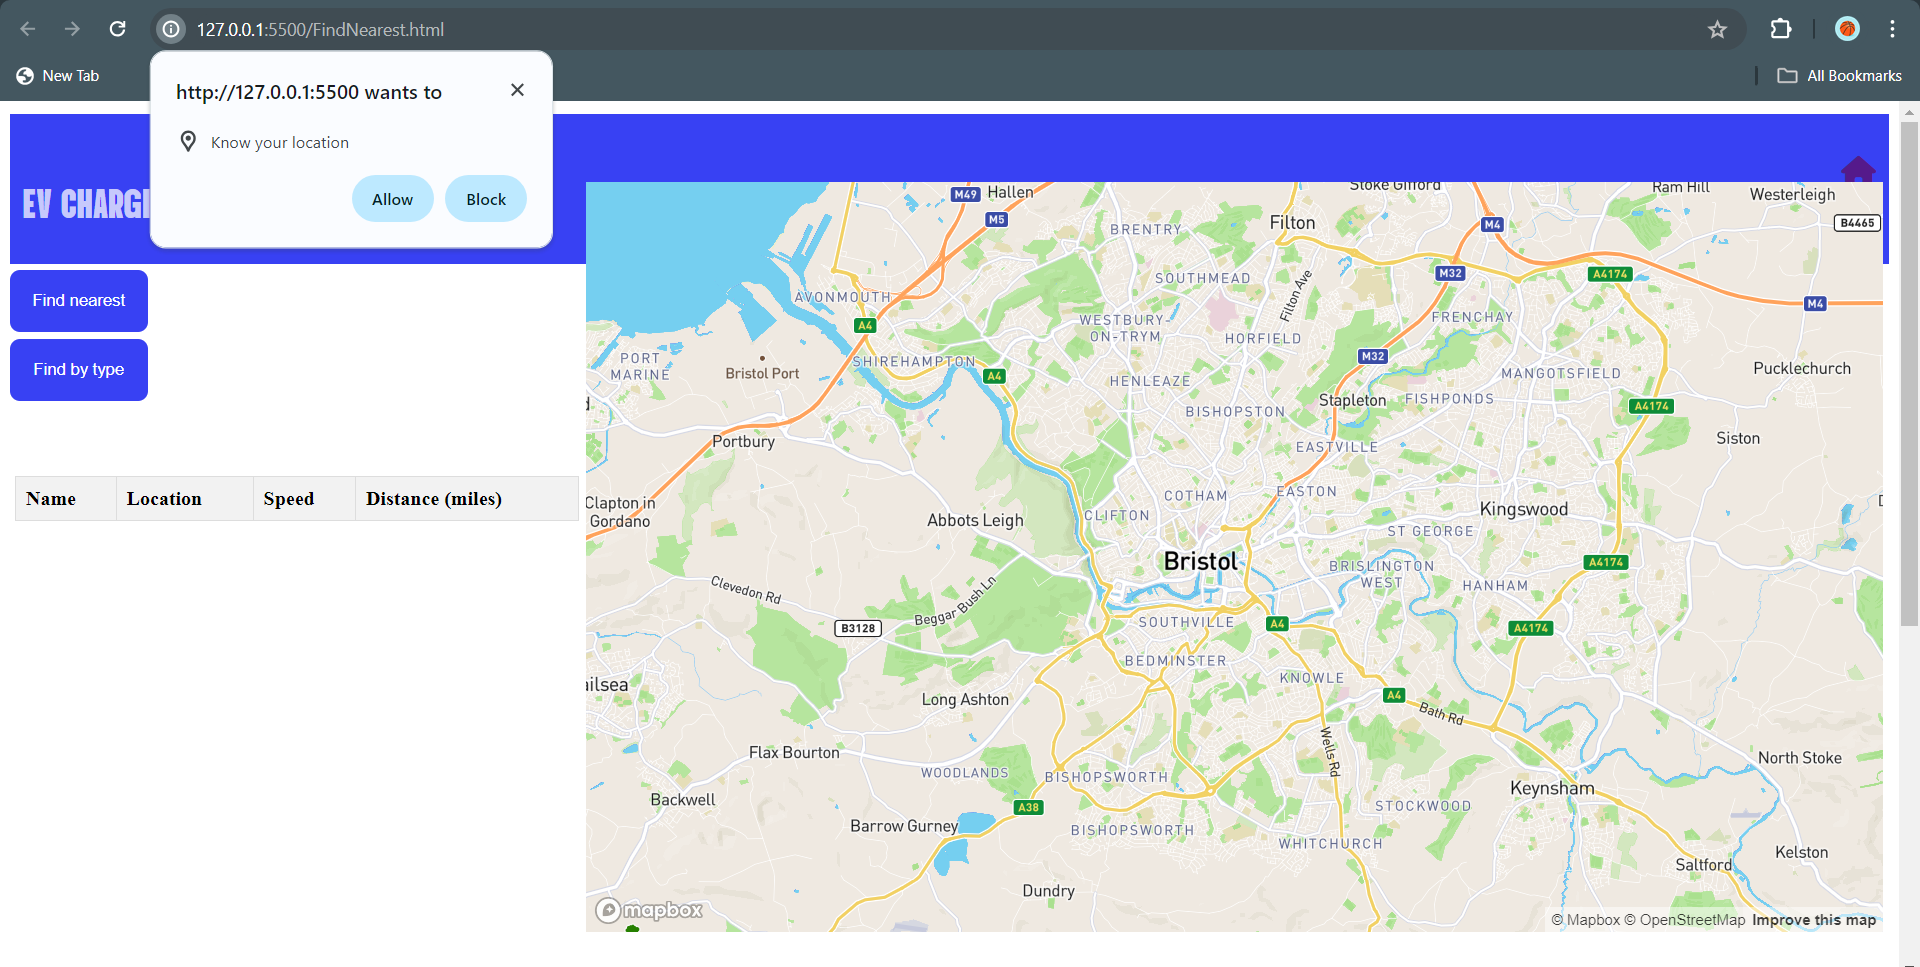 127.0.0.1:5500/FindNearest.html
New Tab
All Bookmarks
http://127.0.0.1:5500 wants to
Know your location
Allow
Block
EV CHARGI
Find nearest
Find by type
Name Location Speed Distance (miles)
M49
Hallen
Stoke Gifford
Ram Hill
Westerleigh
M5
BRENTRY
Filton
M4
B4465
SOUTHMEAD
M32
A4174
AVONMOUTH
Filton Ave
M4
A4
WESTBURY-
ON-TRYM
HORFIELD
FRENCHAY
PORT
MARINE
Bristol Port
SHIREHAMPTON
A4
HENLEAZE
M32
MANGOTSFIELD
Pucklechurch
BISHOPSTON
Stapleton
FISHPONDS
A4174
Portbury
EASTVILLE
Siston
Clapton in
Gordano
COTHAM
EASTON
Kingswood
Abbots Leigh
CLIFTON
ST GEORGE
Bristol
BRISLINGTON
WEST
A4174
HANHAM
Clevedon Rd
Beggar Bush Ln
B3128
SOUTHVILLE
A4
A4174
BEDMINSTER
KNOWLE
ailsea
Long Ashton
A4
Bath Rd
Wells Rd
Flax Bourton
WOODLANDS
BISHOPSWORTH
North Stoke
Backwell
A38
STOCKWOOD
Keynsham
Barrow Gurney
BISHOPSWORTH
WHITCHURCH
Saltford
Kelston
Dundry
mapbox
© Mapbox © OpenStreetMap Improve this map